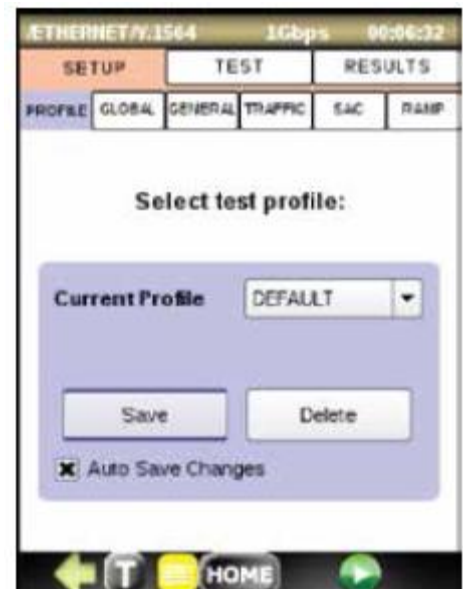 /ETHERNET/Y.1564 1Gbps 00:06:32
SETUP TEST RESULTS
PROFILE GLOBAL GENERAL TRAFFIC SAC RAMP
Select test profile:
Current Profile DEFAULT
Save Delete
Auto Save Changes
T HOME